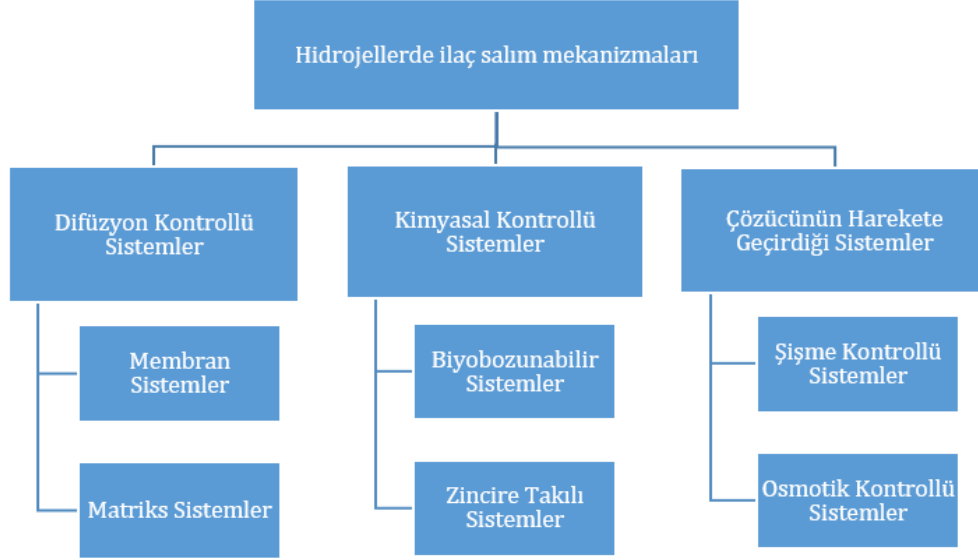 Hidrojellerde ilaç salım mekanizmaları
Difüzyon Kontrollü
Sistemler
Membran
Sistemler
Matriks Sistemler
Kimyasal Kontrollü
Sistemler
Biyobozunabilir
Sistemler
Zincire Takılı
Sistemler
Çözücünün Harekete
Geçirdiği Sistemler
Şişme Kontrollü
Sistemler
Osmotik Kontrollü
Sistemler